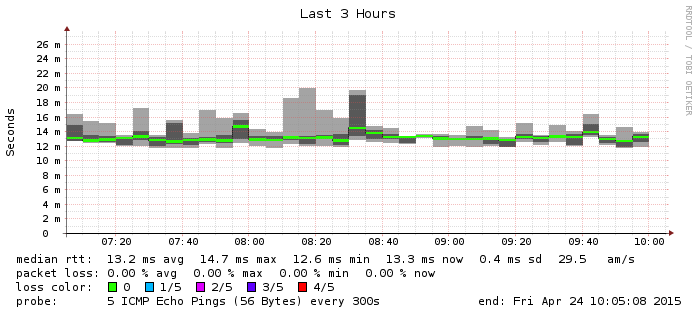 Last 3 Hours
RRDTOOL / TOBI OETIKER
Seconds
26 m
24 m
22 m
20 m
18 m
16 m
14 m
12 m
10 m
8 m
6 m
4 m
2 m
0
07:20 07:40 08:00 08:20 08:40 09:00 09:20 09:40 10:00
median rtt: 13.2 ms avg 14.7 ms max 12.6 ms min 13.3 ms now 0.4 ms sd 29.5 am/s
packet loss: 0.00 % avg 0.00 % max 0.00 % min 0.00 % now
loss color: 0 1/5 2/5 3/5 4/5
probe: 5 ICMP Echo Pings (56 Bytes) every 300s end: Fri Apr 24 10:05:08 2015